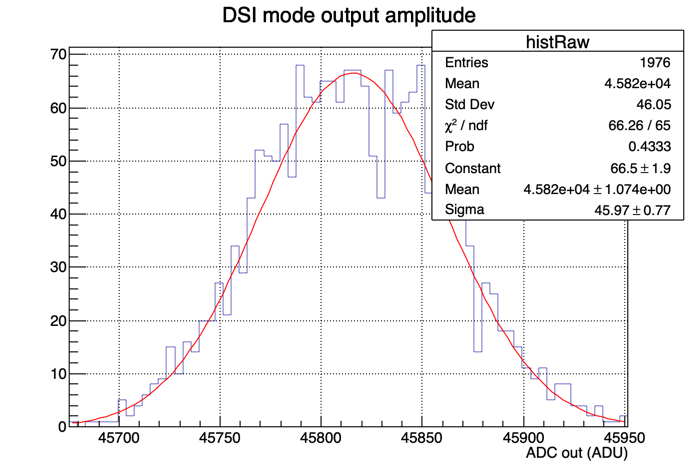 DSI mode output amplitude
histRaw
Entries 1976
Mean 4.582e+04
Std Dev 46.05
χ² / ndf 66.26 / 65
Prob 0.4333
Constant 66.5 ± 1.9
Mean 4.582e+04 ± 1.074e+00
Sigma 45.97 ± 0.77
70
60
50
40
30
20
10
0
45700 45750 45800 45850 45900 45950
ADC out (ADU)